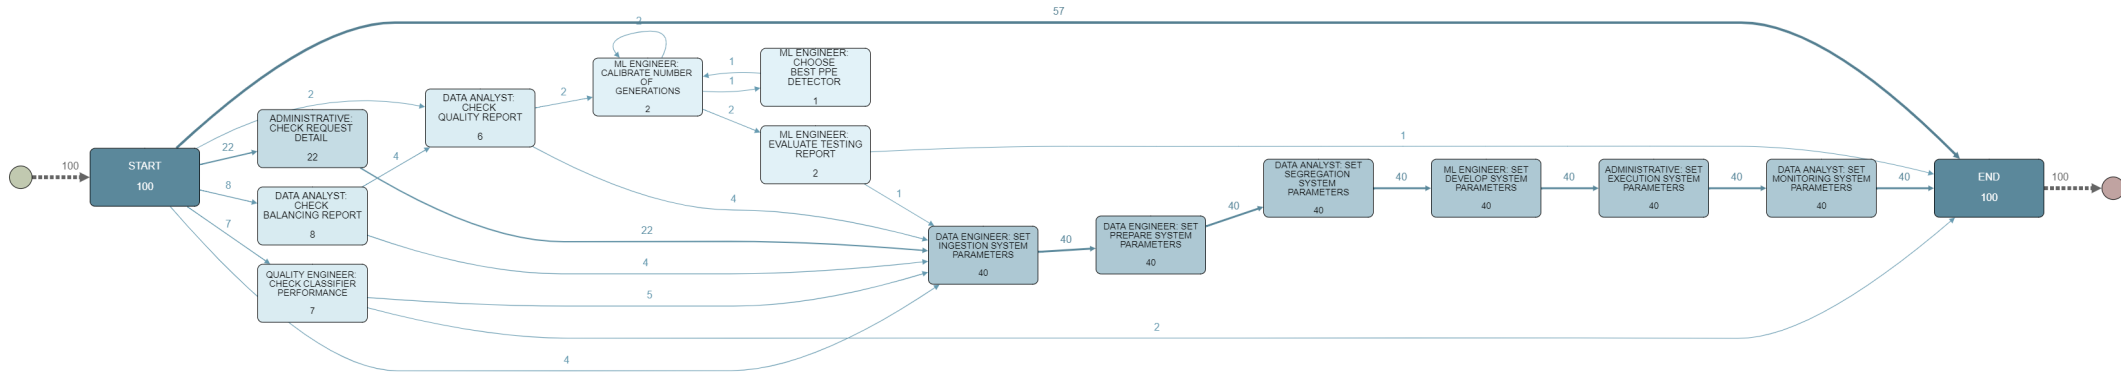 57
2
ML ENGINEER:
CALIBRATE NUMBER
OF
GENERATIONS
2
ML ENGINEER:
CHOOSE
BEST PPE
DETECTOR
1
1
1
2
DATA ANALYST:
CHECK
QUALITY REPORT
6
2
2
ML ENGINEER:
EVALUATE TESTING
REPORT
2
1
ADMINISTRATIVE:
CHECK REQUEST
DETAIL
22
22
4
100
START
100
8
DATA ANALYST:
CHECK
BALANCING REPORT
8
7
QUALITY ENGINEER:
CHECK CLASSIFIER
PERFORMANCE
7
4
22
4
5
4
1
2
DATA ENGINEER: SET
INGESTION SYSTEM
PARAMETERS
40
40
DATA ENGINEER: SET
PREPARE SYSTEM
PARAMETERS
40
40
DATA ANALYST: SET
SEGREGATION
SYSTEM
PARAMETERS
40
40
ML ENGINEER: SET
DEVELOP SYSTEM
PARAMETERS
40
40
ADMINISTRATIVE: SET
EXECUTION SYSTEM
PARAMETERS
40
40
DATA ANALYST: SET
MONITORING SYSTEM
PARAMETERS
40
40
END
100
100